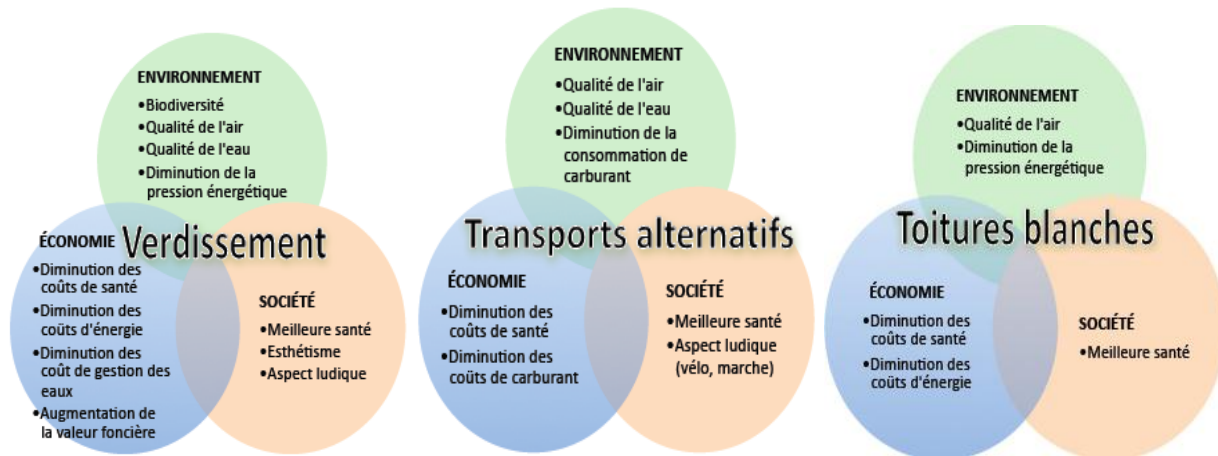 ENVIRONNEMENT
•Biodiversité
•Qualité de l'air
•Qualité de l'eau
•Diminution de la
pression énergétique
Verdissement
ÉCONOMIE
•Diminution des
coûts de santé
•Diminution des
coüts d'énergie
•Diminution des
coût de gestion des
eaux
•Augmentation de
la valeur foncière
SOCIÉTÉ
•Meilleure santé
•Esthétisme
•Aspect ludique
ENVIRONNEMENT
•Qualité de l'air
•Qualité de l'eau
•Diminution de la
consommation de
carburant
Transports alternatifs
ÉCONOMIE
•Diminution des
coûts de santé
•Diminution des
coûts de carburant
SOCIÉTÉ
•Meilleure santé
•Aspect ludique
(vélo, marche)
ENVIRONNEMENT
•Qualité de l'air
•Diminution de la
pression énergétique
Toitures blanches
ÉCONOMIE
•Diminution des
coûts de santé
•Diminution des
coûts d'énergie
SOCIÉTÉ
•Meilleure santé